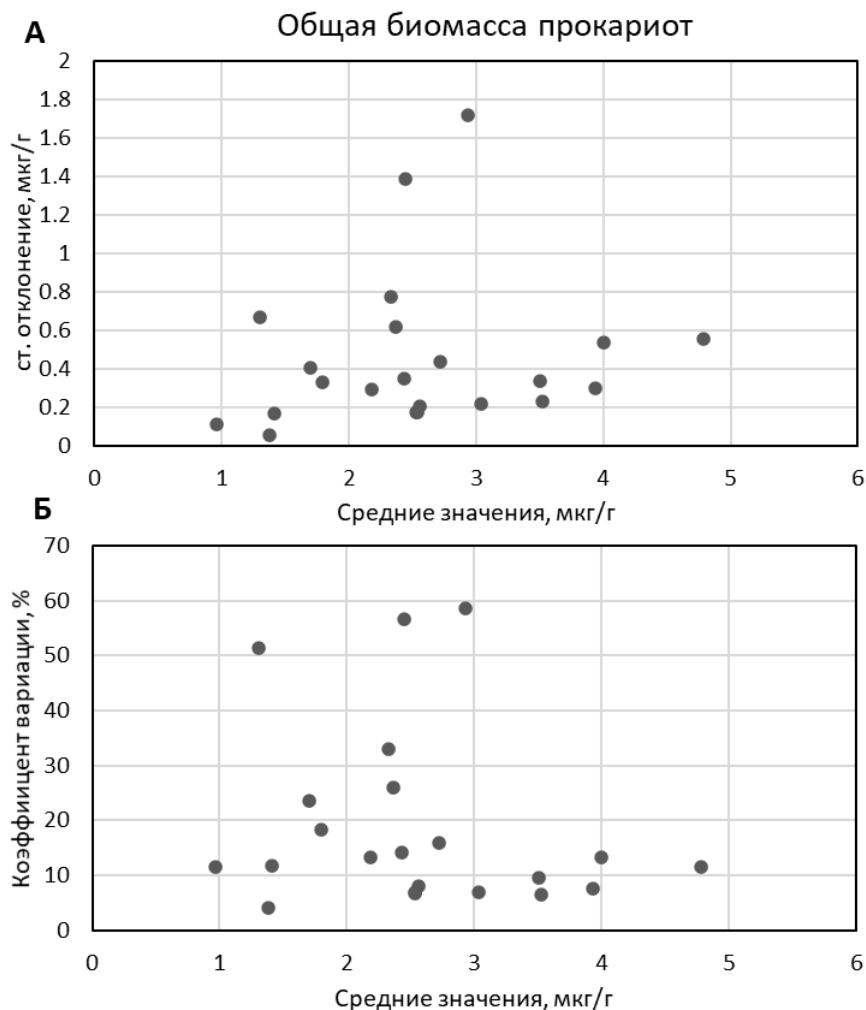 А
Общая биомасса прокариот
2
1.8
1.6
1.4
1.2
1
0.8
0.6
0.4
0.2
0
ст. отклонение, мкг/г
0 1 2 3 4 5 6
Средние значения, мкг/г
Б
70
60
50
40
30
20
10
0
Коэффиицент вариации, %
0 1 2 3 4 5 6
Средние значения, мкг/г